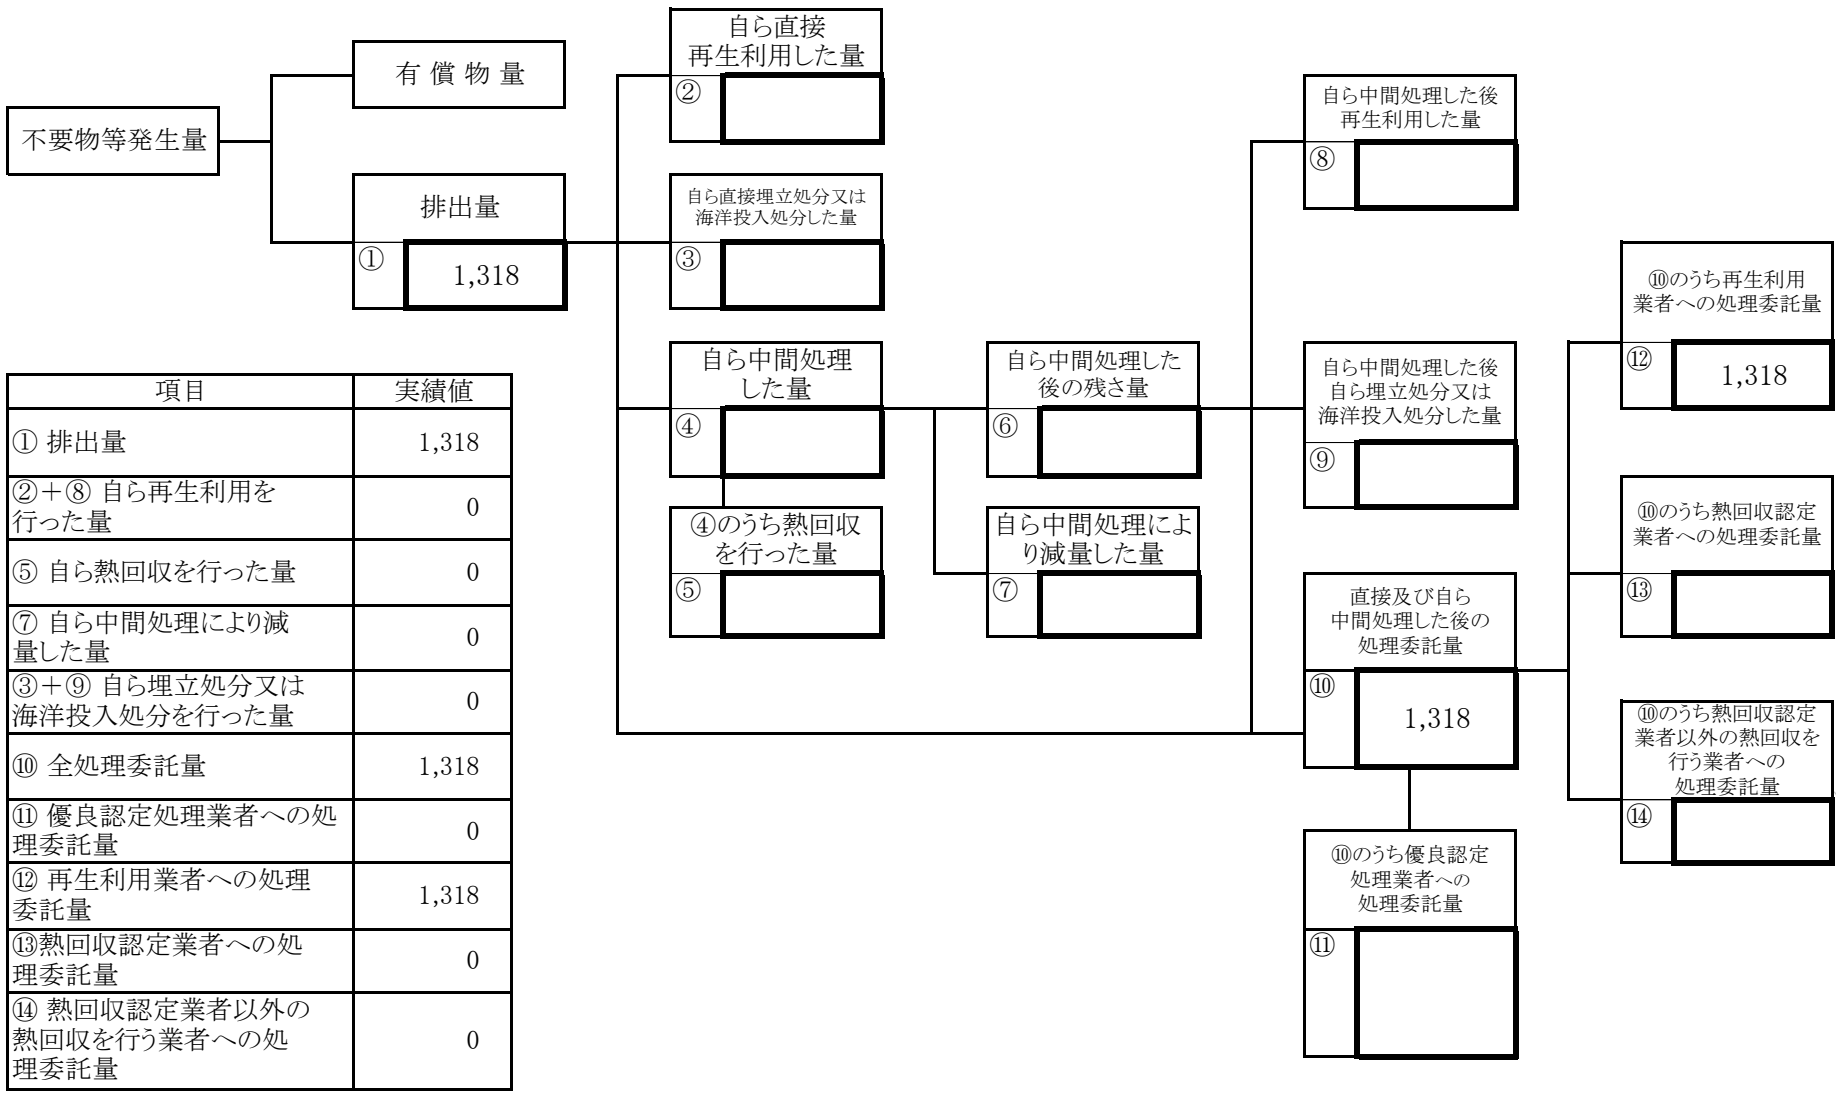 不要物等発生量
有 償 物 量
排出量
①
1,318
自ら直接
再生利用した量
②
自ら直接埋立処分又は
海洋投入処分した量
③
自ら中間処理
した量
④
④のうち熱回収
を行った量
⑤
自ら中間処理した
後の残さ量
⑥
自ら中間処理によ
り減量した量
⑦
自ら中間処理した後
再生利用した量
⑧
自ら中間処理した後
自ら埋立処分又は
海洋投入処分した量
⑨
直接及び自ら
中間処理した後の
処理委託量
⑩
1,318
⑩のうち優良認定
処理業者への
処理委託量
⑪
⑩のうち再生利用
業者への処理委託量
⑫
1,318
⑩のうち熱回収認定
業者への処理委託量
⑬
⑩のうち熱回収認定
業者以外の熱回収を
行う業者への
処理委託量
⑭
項目 実績値
① 排出量 1,318
②＋⑧ 自ら再生利用を
行った量 0
⑤ 自ら熱回収を行った量 0
⑦ 自ら中間処理により減
量した量 0
③＋⑨ 自ら埋立処分又は
海洋投入処分を行った量 0
⑩ 全処理委託量 1,318
⑪ 優良認定処理業者への処
理委託量 0
⑫ 再生利用業者への処理
委託量 1,318
⑬熱回収認定業者への処
理委託量 0
⑭ 熱回収認定業者以外の
熱回収を行う業者への処 0
理委託量